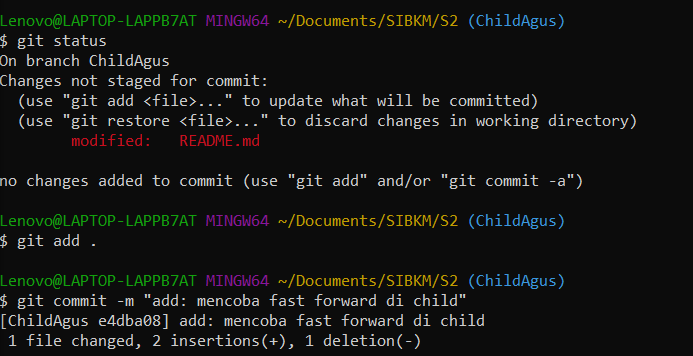 Lenovo@LAPTOP-LAPPB7AT MINGW64 ~/Documents/SIBKM/S2 (ChildAgus)
$ git status
On branch ChildAgus
Changes not staged for commit:
  (use "git add <file>..." to update what will be committed)
  (use "git restore <file>..." to discard changes in working directory)
        modified:   README.md

no changes added to commit (use "git add" and/or "git commit -a")

Lenovo@LAPTOP-LAPPB7AT MINGW64 ~/Documents/SIBKM/S2 (ChildAgus)
$ git add .

Lenovo@LAPTOP-LAPPB7AT MINGW64 ~/Documents/SIBKM/S2 (ChildAgus)
$ git commit -m "add: mencoba fast forward di child"
[ChildAgus e4dba08] add: mencoba fast forward di child
 1 file changed, 2 insertions(+), 1 deletion(-)